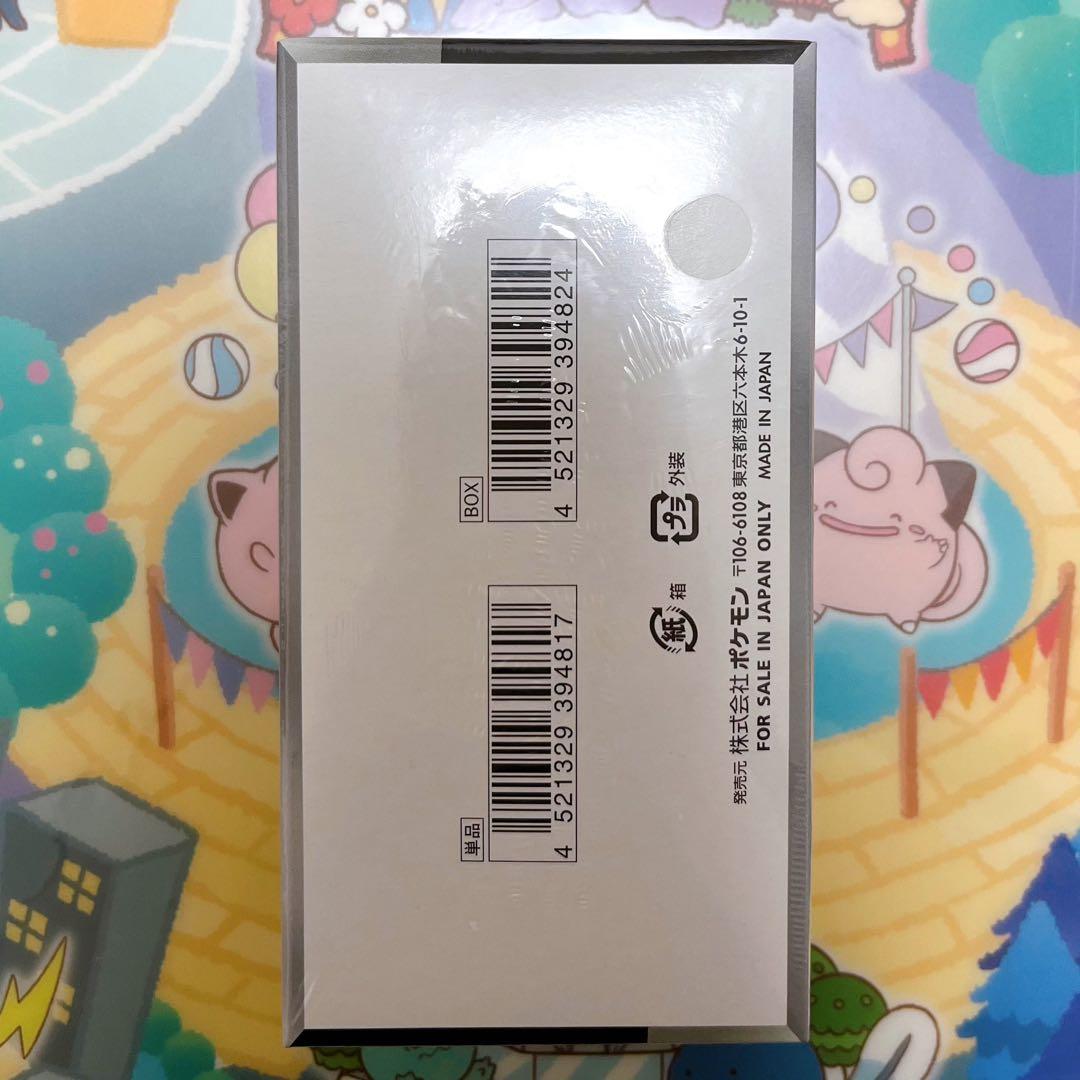 単品
4 521329 394817
BOX
4 521329 394824
紙 箱
プラ 外装
発売元 株式会社 ポケモン 〒106-6108 東京都港区六本木6-10-1
FOR SALE IN JAPAN ONLY MADE IN JAPAN